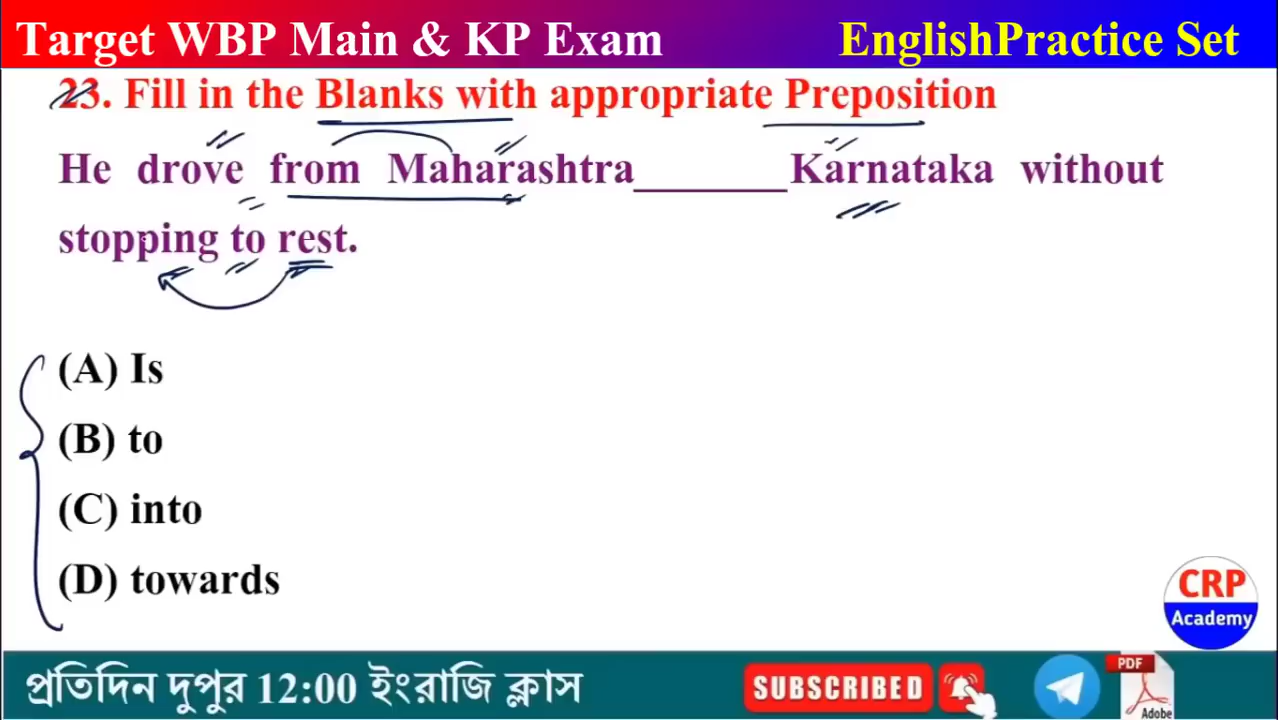 Target WBP Main & KP Exam EnglishPractice Set
23. Fill in the Blanks with appropriate Preposition
He drove from Maharashtra_______Karnataka without
stopping to rest.
(A) Is
(B) to
(C) into
(D) towards
CRP
Academy
প্রতিদিন দুপুর 12:00 ইংরাজি ক্লাস
SUBSCRIBED
PDF
Adobe